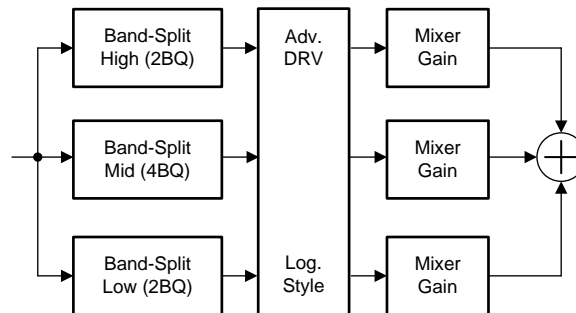 Band-Split
High (2BQ)
Adv.
DRV
Mixer
Gain
Band-Split
Mid (4BQ)
Mixer
Gain
Band-Split
Low (2BQ)
Log.
Style
Mixer
Gain